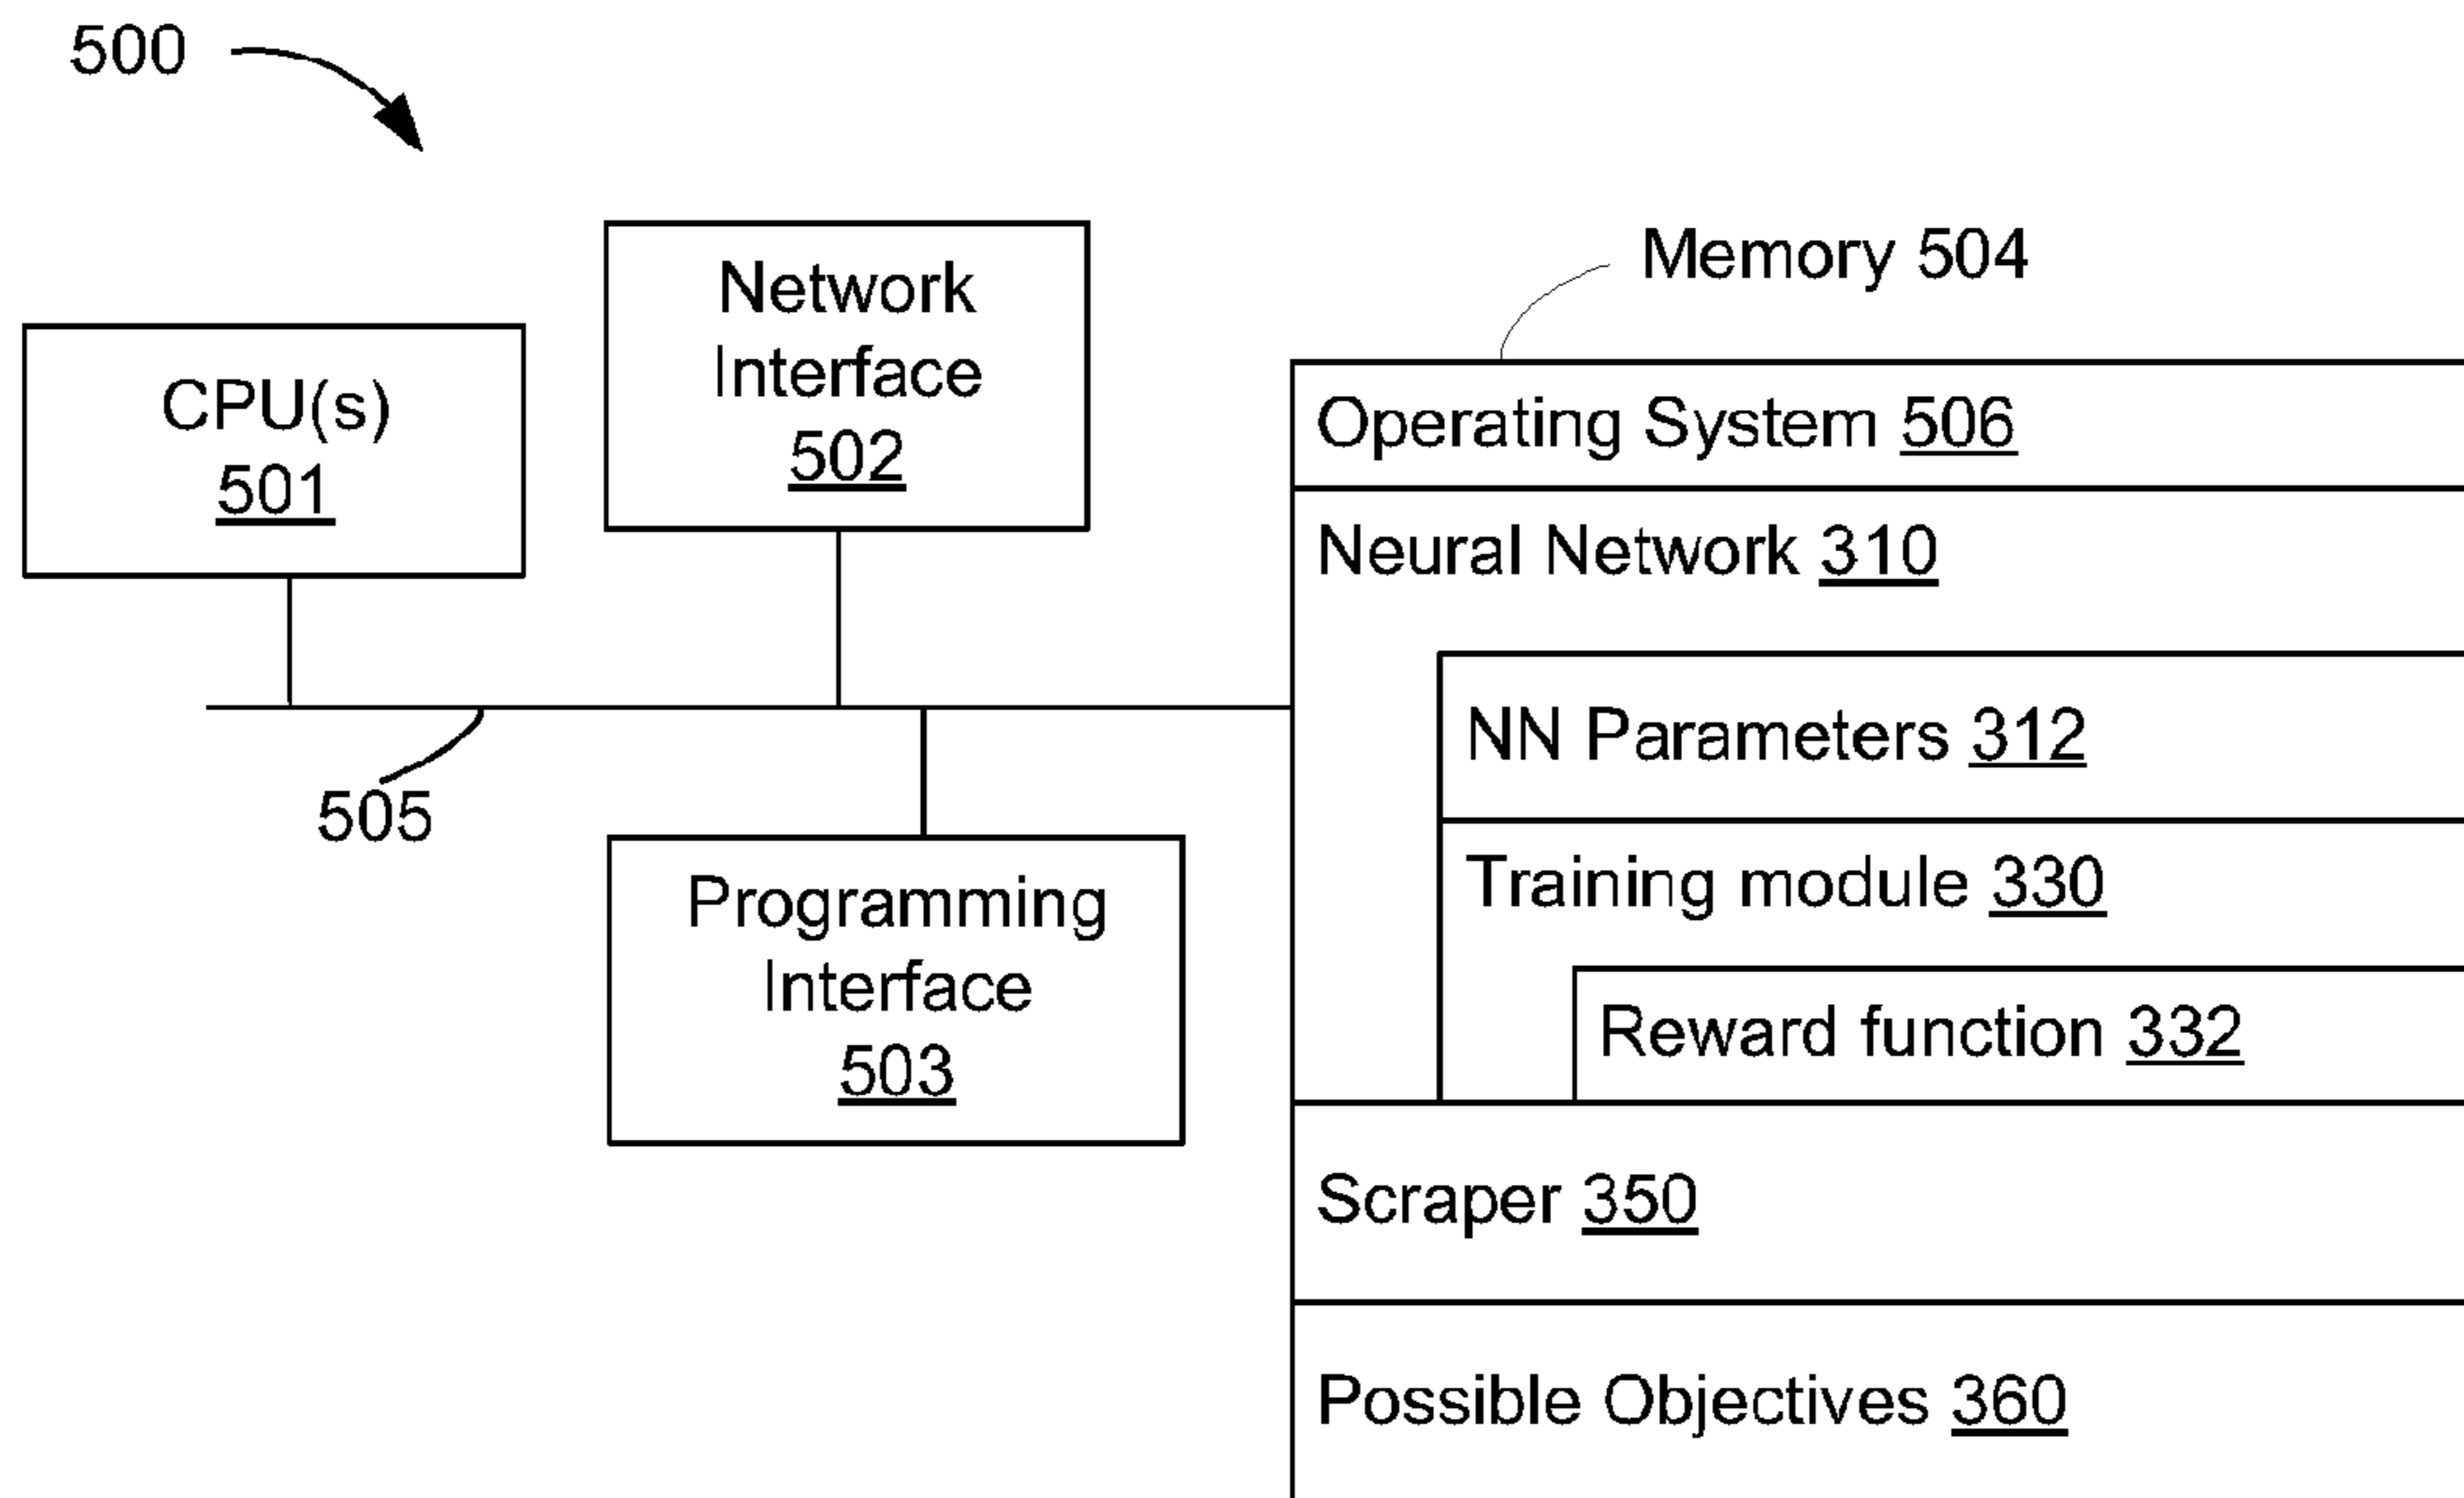 500
Network
Interface
502
Memory 504
CPU(s)
501
Operating System 506
Neural Network 310
NN Parameters 312
505
Training module 330
Programming
Interface
503
Reward function 332
Scraper 350
Possible Objectives 360